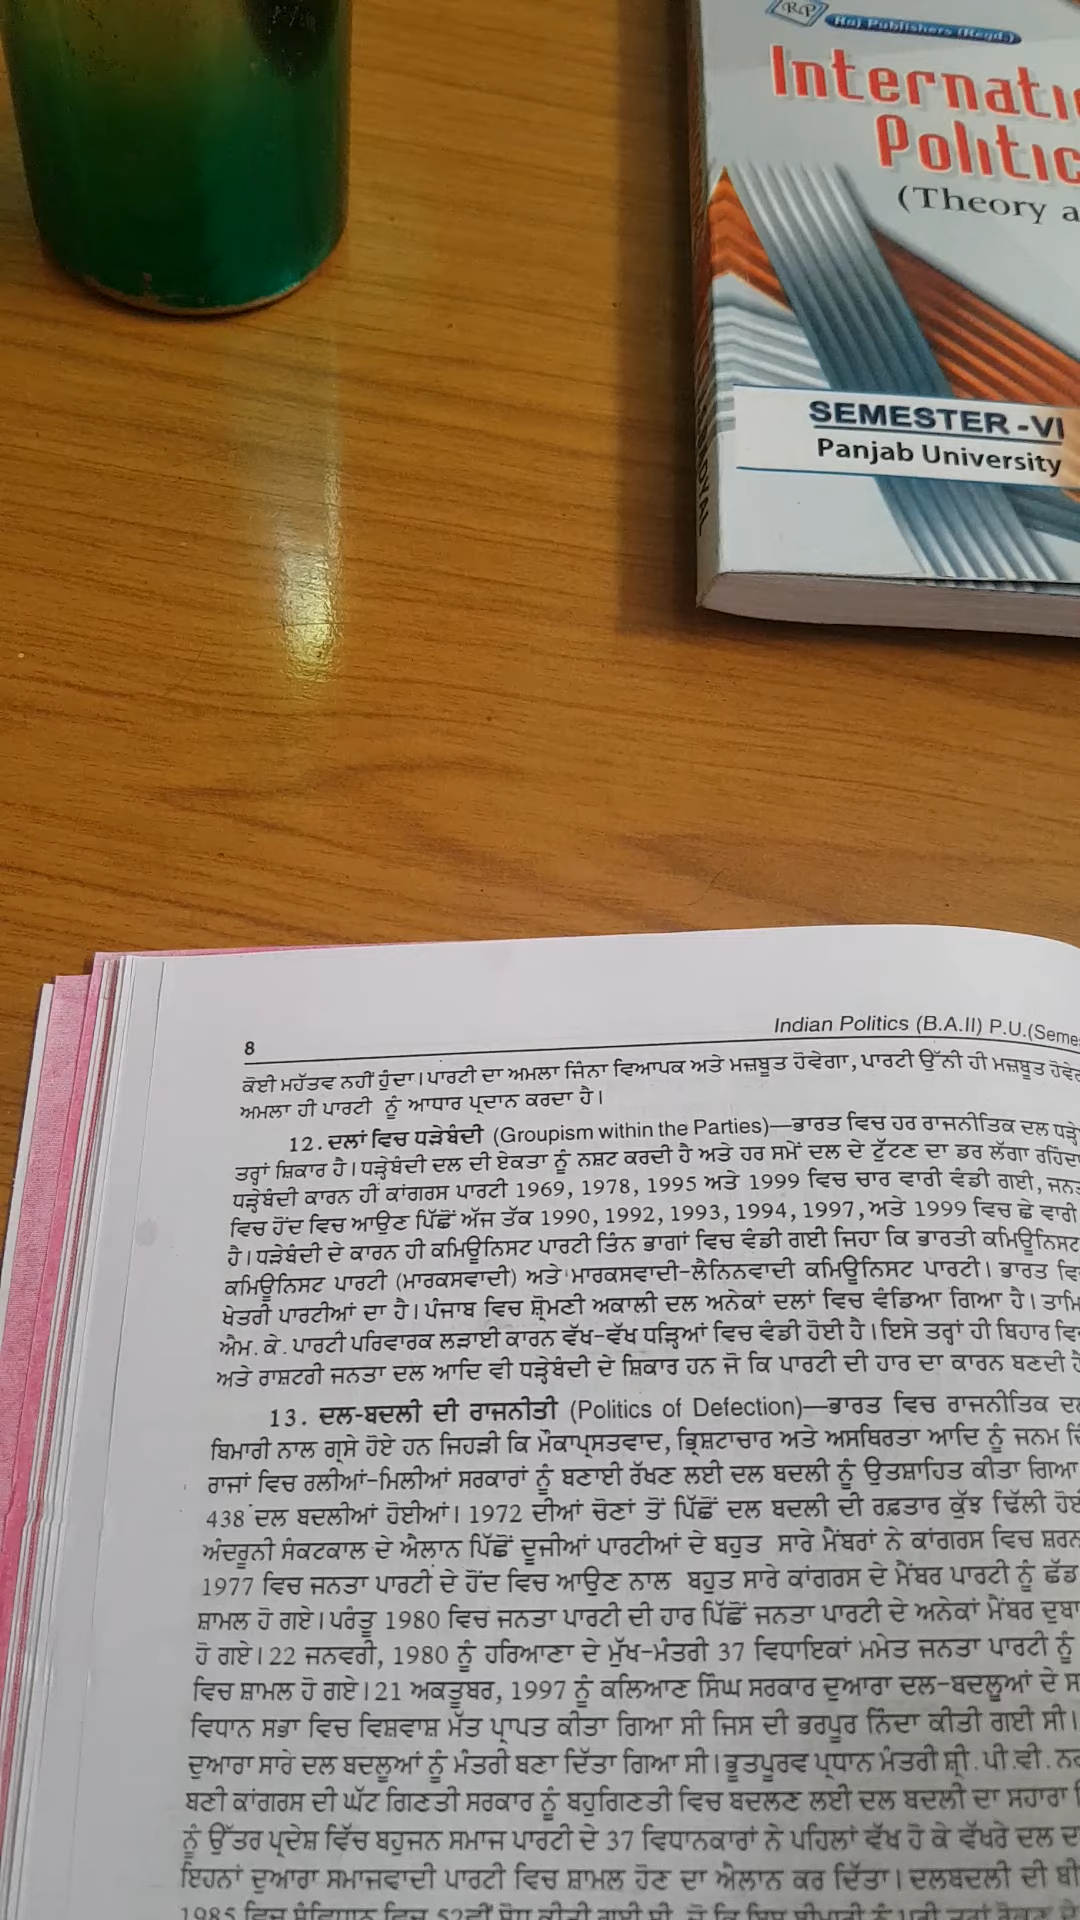 RP
Raj Publishers (Regd.)
Internati
Politic
(Theory a
SEMESTER -VI
Panjab University
8
Indian Politics (B.A.II) P.U.(Seme
ਕੋਈ ਮਹੱਤਵ ਨਹੀਂ ਹੁੰਦਾ। ਪਾਰਟੀ ਦਾ ਅਮਲਾ ਜਿੰਨਾ ਵਿਆਪਕ ਅਤੇ ਮਜ਼ਬੂਤ ਹੋਵੇਗਾ, ਪਾਰਟੀ ਉੱਨੀ ਹੀ ਮਜ਼ਬੂਤ
ਅਮਲਾ ਹੀ ਪਾਰਟੀ ਨੂੰ ਆਧਾਰ ਪ੍ਰਦਾਨ ਕਰਦਾ ਹੈ।
12. ਦਲਾਂ ਵਿਚ ਧੜੇਬੰਦੀ (Groupism within the Parties)—ਭਾਰਤ ਵਿਚ ਹਰ ਰਾਜਨੀਤਿਕ ਦਲ
ਤਰ੍ਹਾਂ ਸ਼ਿਕਾਰ ਹੈ। ਧੜੇਬੰਦੀ ਦਲ ਦੀ ਏਕਤਾ ਨੂੰ ਨਸ਼ਟ ਕਰਦੀ ਹੈ ਅਤੇ ਹਰ ਸਮੇਂ ਦਲ ਦੇ ਟੁੱਟਣ ਦਾ ਡਰ ਲੱਗਾ ਰਹਿੰਦਾ
ਧੜੇਬੰਦੀ ਕਾਰਨ ਹੀਂ ਕਾਂਗਰਸ ਪਾਰਟੀ 1969, 1978, 1995 ਅਤੇ 1999 ਵਿਚ ਚਾਰ ਵਾਰੀ ਵੰਡੀ ਗਈ, ਜਨਤ
ਵਿਚ ਹੋਂਦ ਵਿਚ ਆਉਣ ਪਿੱਛੋਂ ਅੱਜ ਤੱਕ 1990, 1992, 1993, 1994, 1997, ਅਤੇ 1999 ਵਿਚ ਛੇ ਵਾਰੀ
ਹੈ। ਧੜੇਬੰਦੀ ਦੇ ਕਾਰਨ ਹੀ ਕਮਿਊਨਿਸਟ ਪਾਰਟੀ ਤਿੰਨ ਭਾਗਾਂ ਵਿਚ ਵੰਡੀ ਗਈ ਜਿਹਾ ਕਿ ਭਾਰਤੀ ਕਮਿਊਨਿਸਟ
ਕਮਿਊਨਿਸਟ ਪਾਰਟੀ (ਮਾਰਕਸਵਾਦੀ) ਅਤੇ ਮਾਰਕਸਵਾਦੀ-ਲੈਨਿਨਵਾਦੀ ਕਮਿਊਨਿਸਟ ਪਾਰਟੀ। ਭਾਰਤ ਵਿ
ਖੇਤਰੀ ਪਾਰਟੀਆਂ ਦਾ ਹੈ। ਪੰਜਾਬ ਵਿਚ ਸ਼੍ਰੋਮਣੀ ਅਕਾਲੀ ਦਲ ਅਨੇਕਾਂ ਦਲਾਂ ਵਿਚ ਵੰਡਿਆ ਗਿਆ ਹੈ। ਤਾਮਿ
ਐਮ. ਕੇ. ਪਾਰਟੀ ਪਰਿਵਾਰਕ ਲੜਾਈ ਕਾਰਨ ਵੱਖ-ਵੱਖ ਧੜਿਆਂ ਵਿਚ ਵੰਡੀ ਹੋਈ ਹੈ। ਇਸੇ ਤਰ੍ਹਾਂ ਹੀ ਬਿਹਾਰ ਵਿ
ਅਤੇ ਰਾਸ਼ਟਰੀ ਜਨਤਾ ਦਲ ਆਦਿ ਵੀ ਧੜੇਬੰਦੀ ਦੇ ਸ਼ਿਕਾਰ ਹਨ ਜੋ ਕਿ ਪਾਰਟੀ ਦੀ ਹਾਰ ਦਾ ਕਾਰਨ ਬਣਦੀ ਹੈ
13. ਦਲ-ਬਦਲੀ ਦੀ ਰਾਜਨੀਤੀ (Politics of Defection)—ਭਾਰਤ ਵਿਚ ਰਾਜਨੀਤਿਕ ਦਲ
ਬਿਮਾਰੀ ਨਾਲ ਗ੍ਰਸੇ ਹੋਏ ਹਨ ਜਿਹੜੀ ਕਿ ਮੌਕਾਪ੍ਰਸਤਵਾਦ, ਭ੍ਰਿਸ਼ਟਾਚਾਰ ਅਤੇ ਅਸਥਿਰਤਾ ਆਦਿ ਨੂੰ ਜਨਮ
ਰਾਜਾਂ ਵਿਚ ਰਲੀਆਂ-ਮਿਲੀਆਂ ਸਰਕਾਰਾਂ ਨੂੰ ਬਣਾਈ ਰੱਖਣ ਲਈ ਦਲ ਬਦਲੀ ਨੂੰ ਉਤਸ਼ਾਹਿਤ ਕੀਤਾ ਗਿਆ
438 ਦਲ ਬਦਲੀਆਂ ਹੋਈਆਂ। 1972 ਦੀਆਂ ਚੋਣਾਂ ਤੋਂ ਪਿੱਛੋਂ ਦਲ ਬਦਲੀ ਦੀ ਰਫ਼ਤਾਰ ਕੁੱਝ ਢਿੱਲੀ ਹੋਈ
ਅੰਦਰੂਨੀ ਸੰਕਟਕਾਲ ਦੇ ਐਲਾਨ ਪਿੱਛੋਂ ਦੂਜੀਆਂ ਪਾਰਟੀਆਂ ਦੇ ਬਹੁਤ ਸਾਰੇ ਮੈਂਬਰਾਂ ਨੇ ਕਾਂਗਰਸ ਵਿਚ ਸ਼ਰਨ
1977 ਵਿਚ ਜਨਤਾ ਪਾਰਟੀ ਦੇ ਹੋਂਦ ਵਿਚ ਆਉਣ ਨਾਲ ਬਹੁਤ ਸਾਰੇ ਕਾਂਗਰਸ ਦੇ ਮੈਂਬਰ ਪਾਰਟੀ ਨੂੰ ਛੱਡ
ਸ਼ਾਮਲ ਹੋ ਗਏ। ਪਰੰਤੂ 1980 ਵਿਚ ਜਨਤਾ ਪਾਰਟੀ ਦੀ ਹਾਰ ਪਿੱਛੋਂ ਜਨਤਾ ਪਾਰਟੀ ਦੇ ਅਨੇਕਾਂ ਮੈਂਬਰ ਦੁਬਾ
ਹੋ ਗਏ। 22 ਜਨਵਰੀ, 1980 ਨੂੰ ਹਰਿਆਣਾ ਦੇ ਮੁੱਖ-ਮੰਤਰੀ 37 ਵਿਧਾਇਕਾਂ ਮਮੇਤ ਜਨਤਾ ਪਾਰਟੀ ਨੂੰ
ਵਿਚ ਸ਼ਾਮਲ ਹੋ ਗਏ। 21 ਅਕਤੂਬਰ, 1997 ਨੂੰ ਕਲਿਆਣ ਸਿੰਘ ਸਰਕਾਰ ਦੁਆਰਾ ਦਲ-ਬਦਲੂਆਂ ਦੇ ਸ
ਵਿਧਾਨ ਸਭਾ ਵਿਚ ਵਿਸ਼ਵਾਸ਼ ਮੱਤ ਪ੍ਰਾਪਤ ਕੀਤਾ ਗਿਆ ਸੀ ਜਿਸ ਦੀ ਭਰਪੂਰ ਨਿੰਦਾ ਕੀਤੀ ਗਈ ਸੀ।
ਦੁਆਰਾ ਸਾਰੇ ਦਲ ਬਦਲੂਆਂ ਨੂੰ ਮੰਤਰੀ ਬਣਾ ਦਿੱਤਾ ਗਿਆ ਸੀ। ਭੂਤਪੂਰਵ ਪ੍ਰਧਾਨ ਮੰਤਰੀ ਸ਼੍ਰੀ. ਪੀ.ਵੀ.
ਬਣੀ ਕਾਂਗਰਸ ਦੀ ਘੱਟ ਗਿਣਤੀ ਸਰਕਾਰ ਨੂੰ ਬਹੁਗਿਣਤੀ ਵਿਚ ਬਦਲਣ ਲਈ ਦਲ ਬਦਲੀ ਦਾ ਸਹਾਰਾ
ਨੂੰ ਉੱਤਰ ਪ੍ਰਦੇਸ਼ ਵਿੱਚ ਬਹੁਜਨ ਸਮਾਜ ਪਾਰਟੀ ਦੇ 37 ਵਿਧਾਨਕਾਰਾਂ ਨੇ ਪਹਿਲਾਂ ਵੱਖ ਹੋ ਕੇ ਵੱਖਰੇ ਦਲ ਦਾ
ਇਹਨਾਂ ਦੁਆਰਾ ਸਮਾਜਵਾਦੀ ਪਾਰਟੀ ਵਿਚ ਸ਼ਾਮਲ ਹੋਣ ਦਾ ਐਲਾਨ ਕਰ ਦਿੱਤਾ। ਦਲਬਦਲੀ ਦੀ ਬੀ
1985 ਵਿਚ ਸੰਵਿਧਾਨ ਵਿਚ 52ਵੀਂ ਸੋਧ ਕੀਤੀ ਗਈ ਸੀ